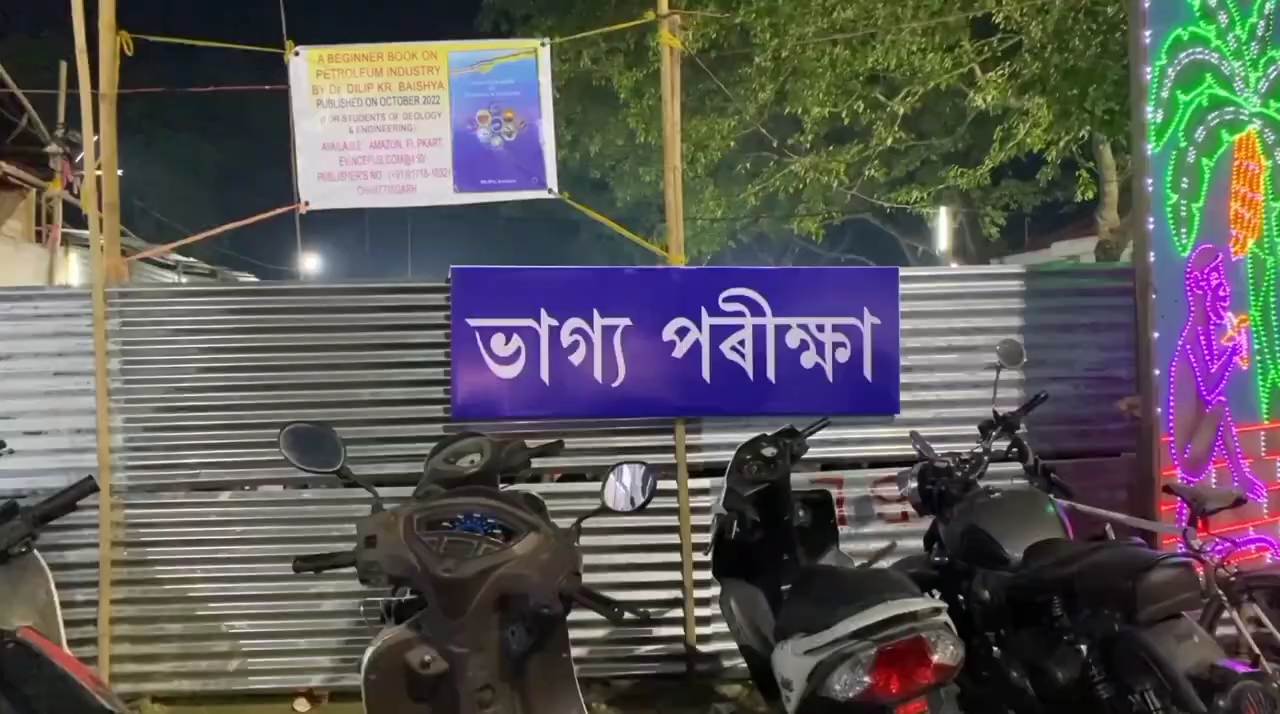 A BEGINNER BOOK ON
PETROLEUM INDUSTRY
BY Dr. DILIP KR. BAISHYA
PUBLISHED ON OCTOBER 2022
(FOR STUDENTS OF GEOLOGY
& ENGINEERING)
AVAILABLE : AMAZON, FLIPKART,
PUBLISHER'S NO
CHHATTISGARH
ভাগ্য পৰীক্ষা